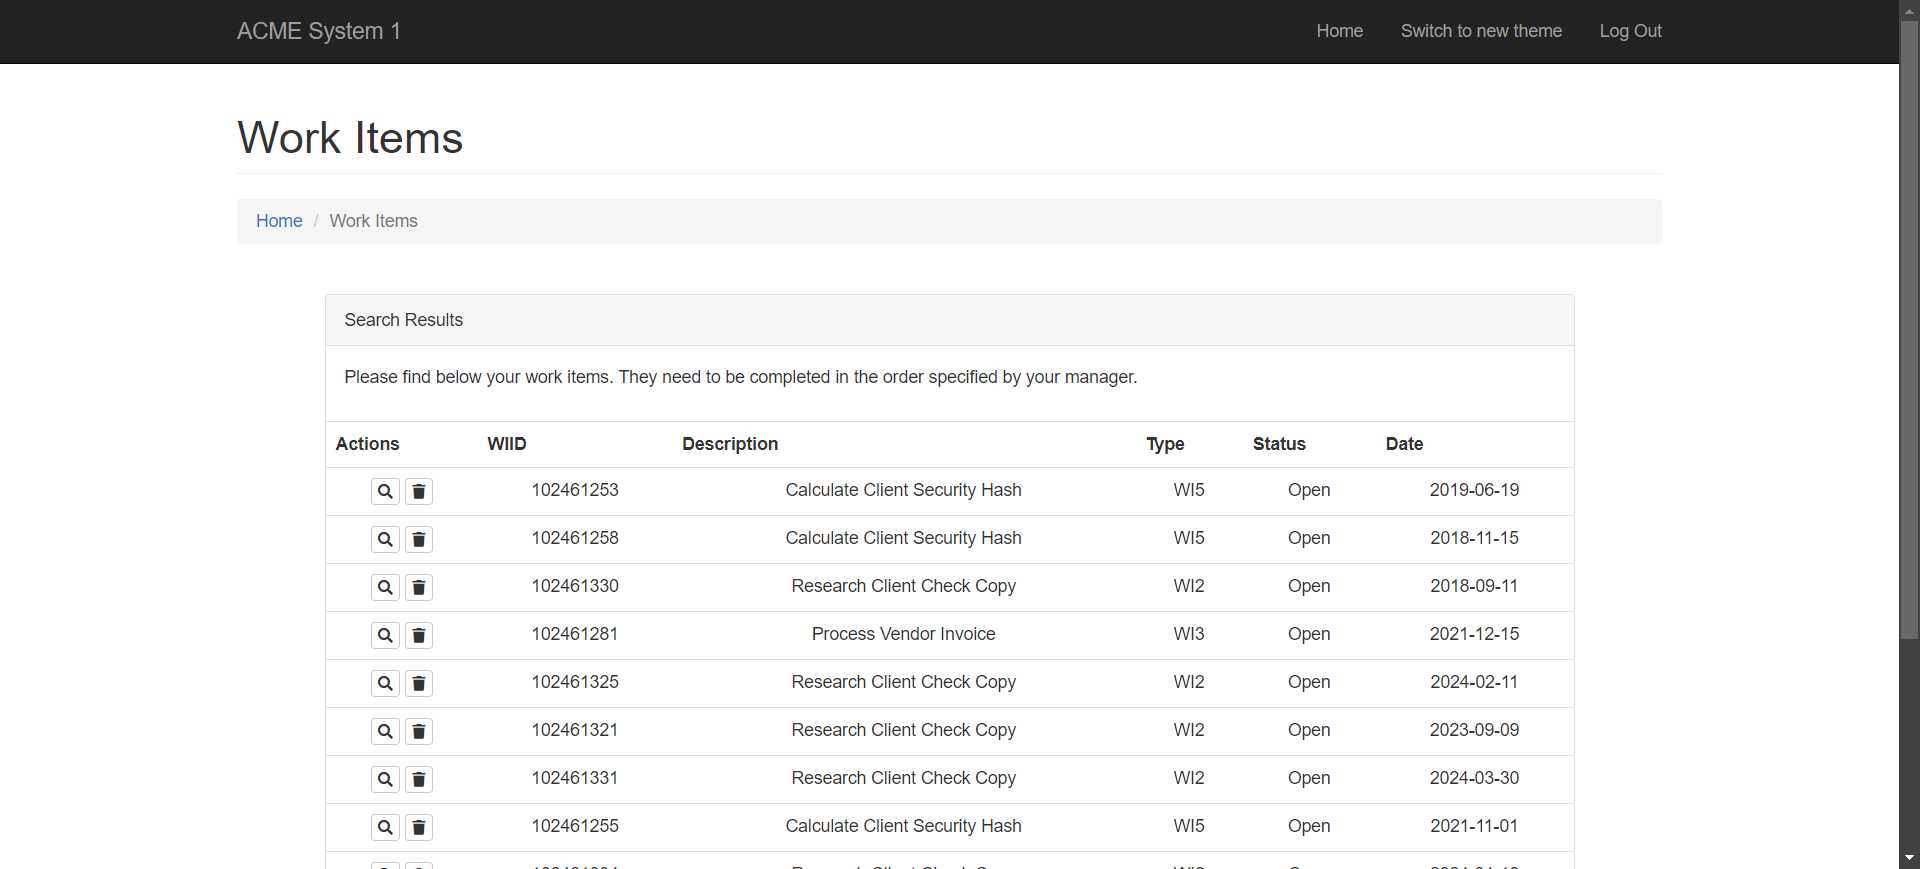 ACME System 1 Home Switch to new theme Log Out
Work Items
Home / Work Items
Search Results
Please find below your work items. They need to be completed in the order specified by your manager.
Actions WIID Description Type Status Date
102461253 Calculate Client Security Hash WI5 Open 2019-06-19
102461258 Calculate Client Security Hash WI5 Open 2018-11-15
102461330 Research Client Check Copy WI2 Open 2018-09-11
102461281 Process Vendor Invoice WI3 Open 2021-12-15
102461325 Research Client Check Copy WI2 Open 2024-02-11
102461321 Research Client Check Copy WI2 Open 2023-09-09
102461331 Research Client Check Copy WI2 Open 2024-03-30
102461255 Calculate Client Security Hash WI5 Open 2021-11-01